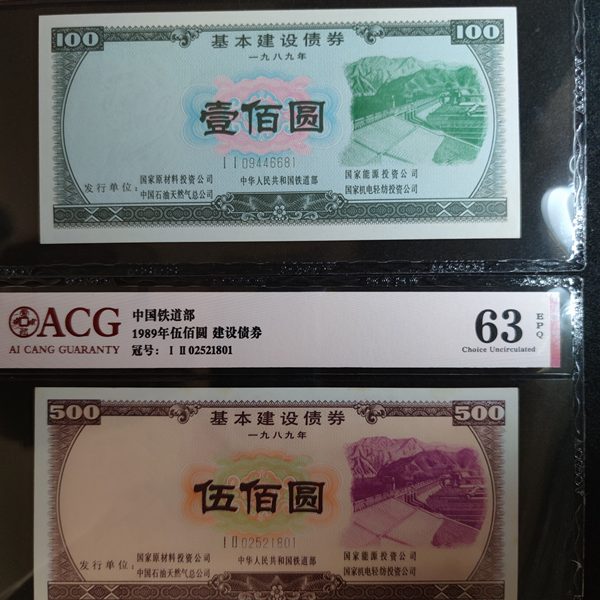 100
100
基本建设债券
一九八九年
壹佰圆
I I 09446681
发行单位：
国家原材料投资公司
中国石油天然气总公司
中华人民共和国铁道部
国家能源投资公司
国家机电轻纺投资公司
ACG
AI CANG GUARANTY
中国铁道部
1989年伍佰圆 建设债券
冠号： I II 02521801
63
EPQ
Choice Uncirculated
500
500
基本建设债券
一九八九年
伍佰圆
I II 02521801
发行单位：
国家原材料投资公司
中国石油天然气总公司
中华人民共和国铁道部
国家能源投资公司
国家机电轻纺投资公司